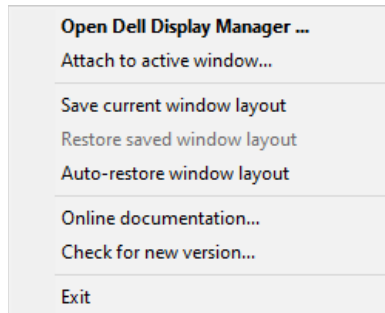 Open Dell Display Manager ...
Attach to active window...
Save current window layout
Restore saved window layout
Auto-restore window layout
Online documentation...
Check for new version...
Exit